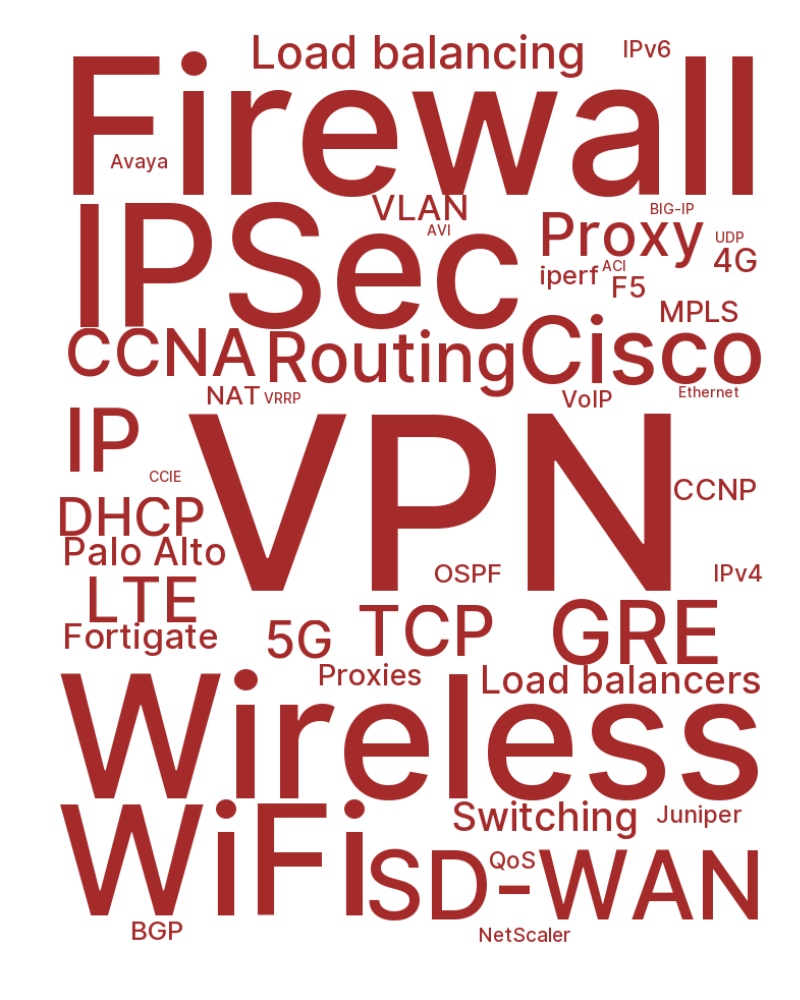 Load balancing
IPv6
Firewall
Avaya
VLAN
BIG-IP
IPSec
AVI
Proxy
UDP
4G
iperf
ACI
F5
MPLS
CCNA
Routing
Cisco
NAT
VRRP
VoIP
Ethernet
IP
VPN
CCIE
CCNP
DHCP
Palo Alto
OSPF
IPv4
LTE
Fortigate
5G
TCP
GRE
Proxies
Load balancers
Wireless
WiFi
Switching
Juniper
QoS
SD-WAN
BGP
NetScaler